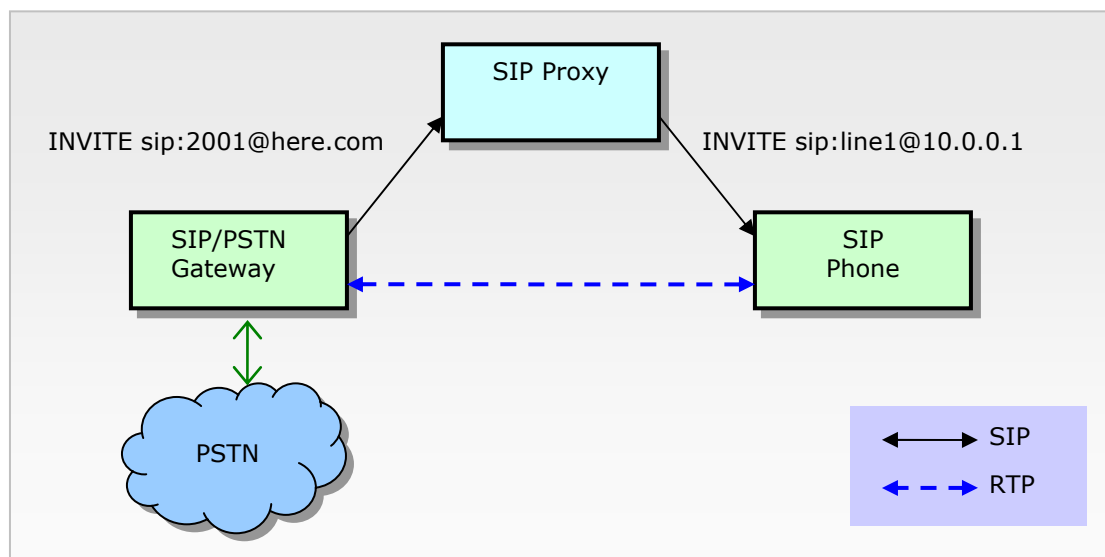 SIP Proxy
INVITE sip:2001@here.com
INVITE sip:line1@10.0.0.1
SIP/PSTN
Gateway
SIP
Phone
PSTN
SIP
RTP